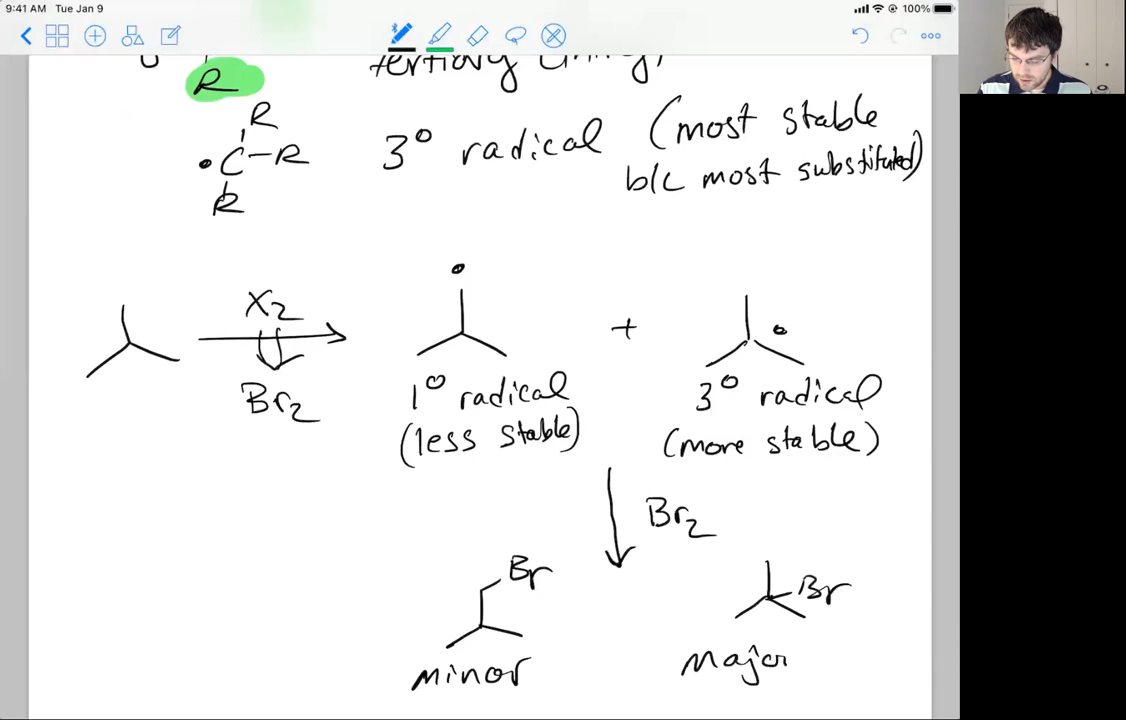 9:41 AM Tue Jan 9
100%
R
R
•C–R
R
3° radical
(most stable
b/c most substituted)
X2
Br2
+
1° radical
(less stable)
3° radical
(more stable)
Br2
Br
Br
minor
major